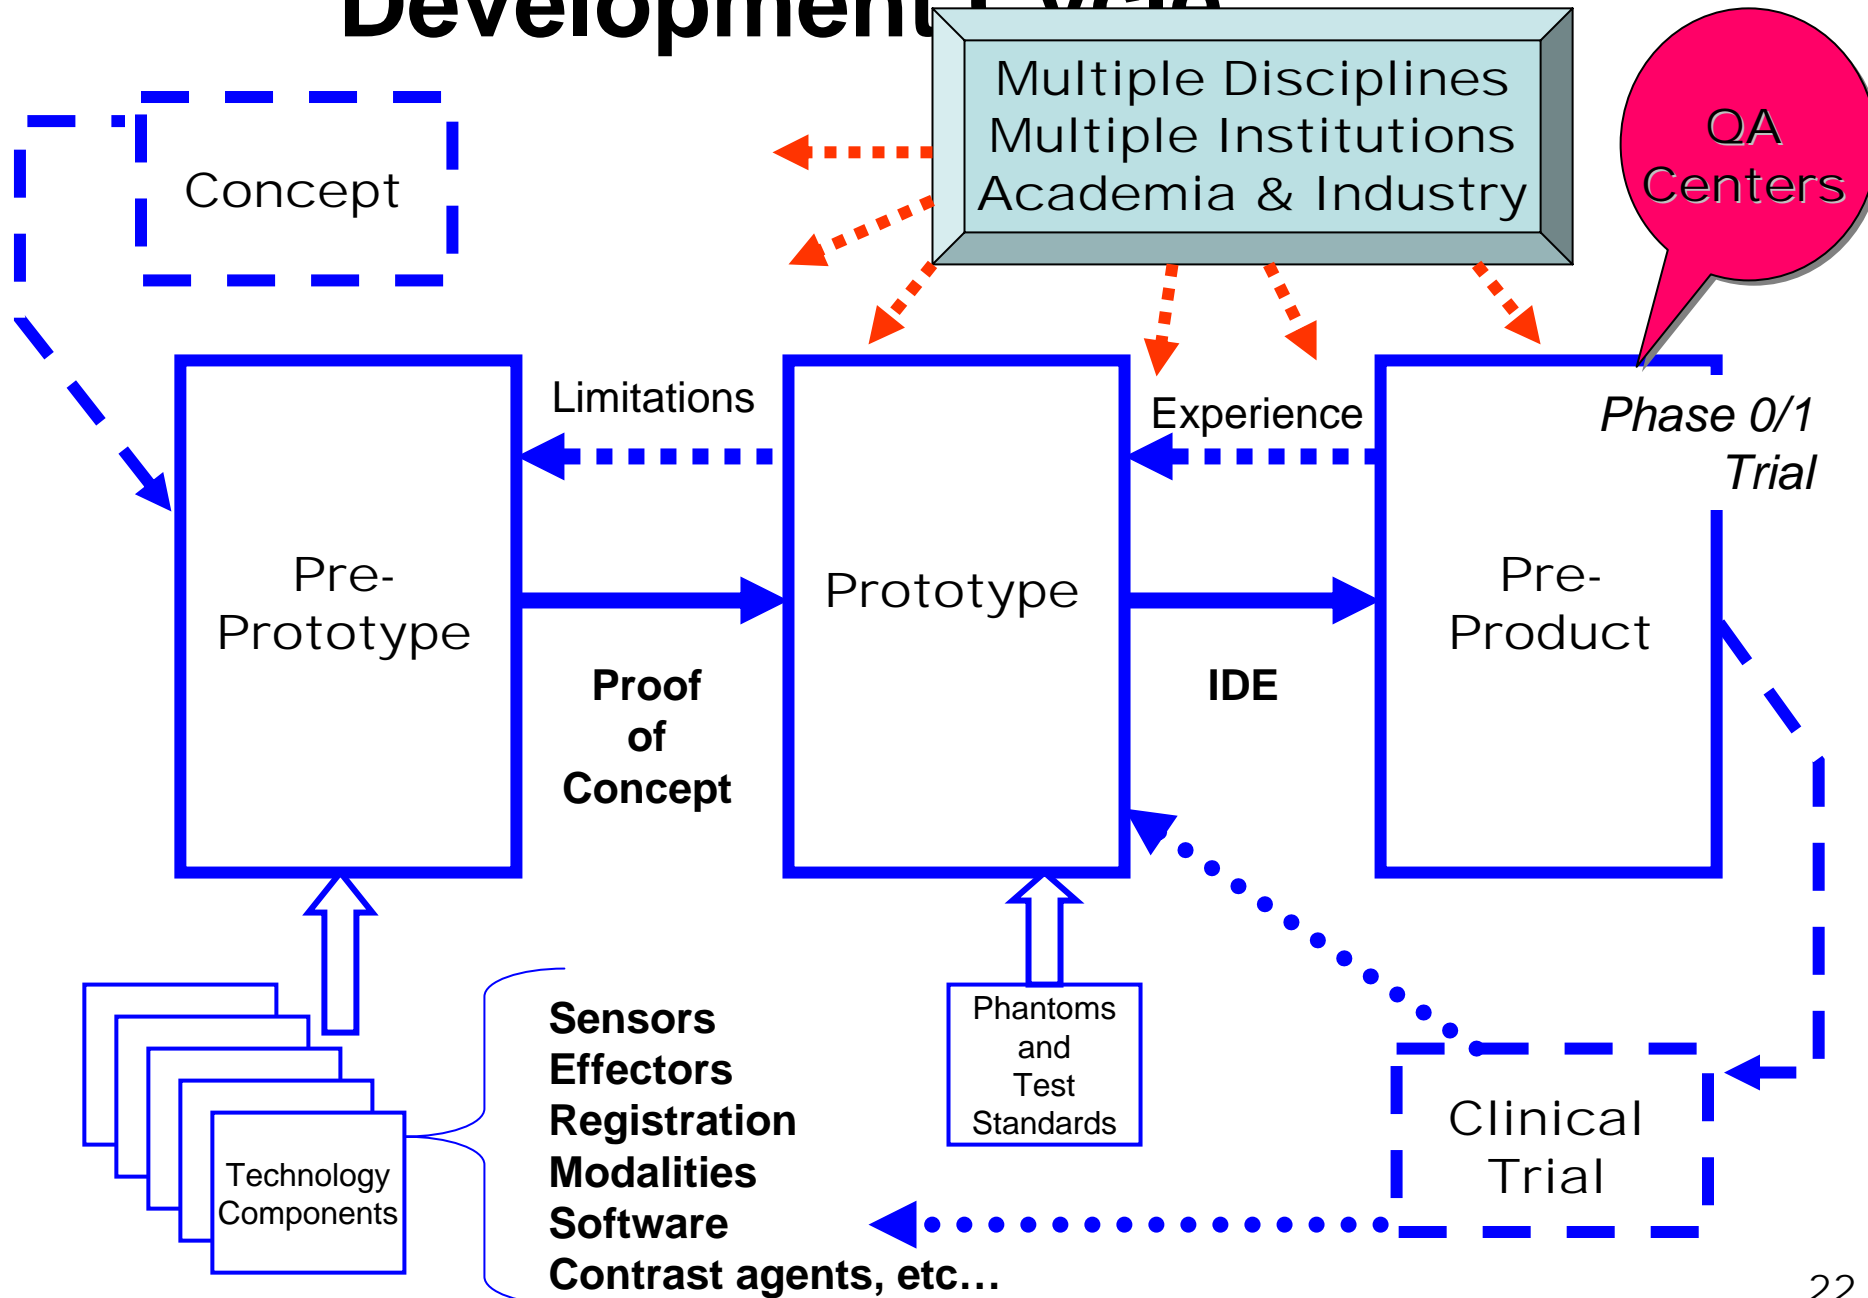 Development Cycle
Multiple Disciplines
Multiple Institutions
Academia & Industry
QA
Centers
Concept
Limitations
Experience
Phase 0/1
Trial
Pre-
Prototype
Prototype
Pre-
Product
Proof
of
Concept
IDE
Sensors
Effectors
Registration
Modalities
Software
Contrast agents, etc…
Phantoms
and
Test
Standards
Technology
Components
Clinical
Trial
22